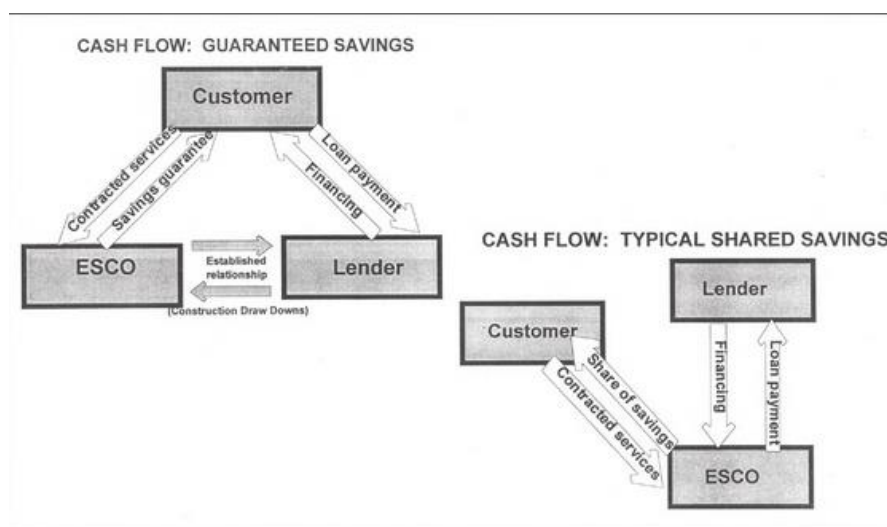 CASH FLOW: GUARANTEED SAVINGS
Customer
Contracted services
Savings guarantee
Financing
Loan payment
ESCO
Established
relationship
(Construction Draw Downs)
Lender
CASH FLOW: TYPICAL SHARED SAVINGS
Customer
Lender
Share of savings
Contracted services
Financing
Loan payment
ESCO